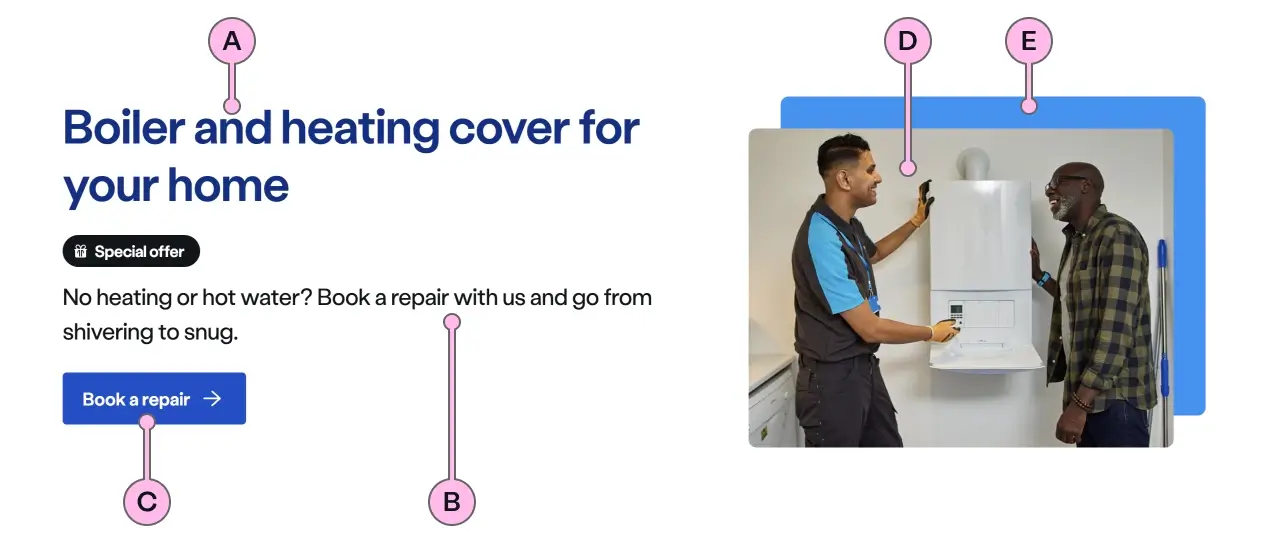 A
D
E
Boiler and heating cover for
your home
Special offer
No heating or hot water? Book a repair with us and go from
shivering to snug.
Book a repair
C
B